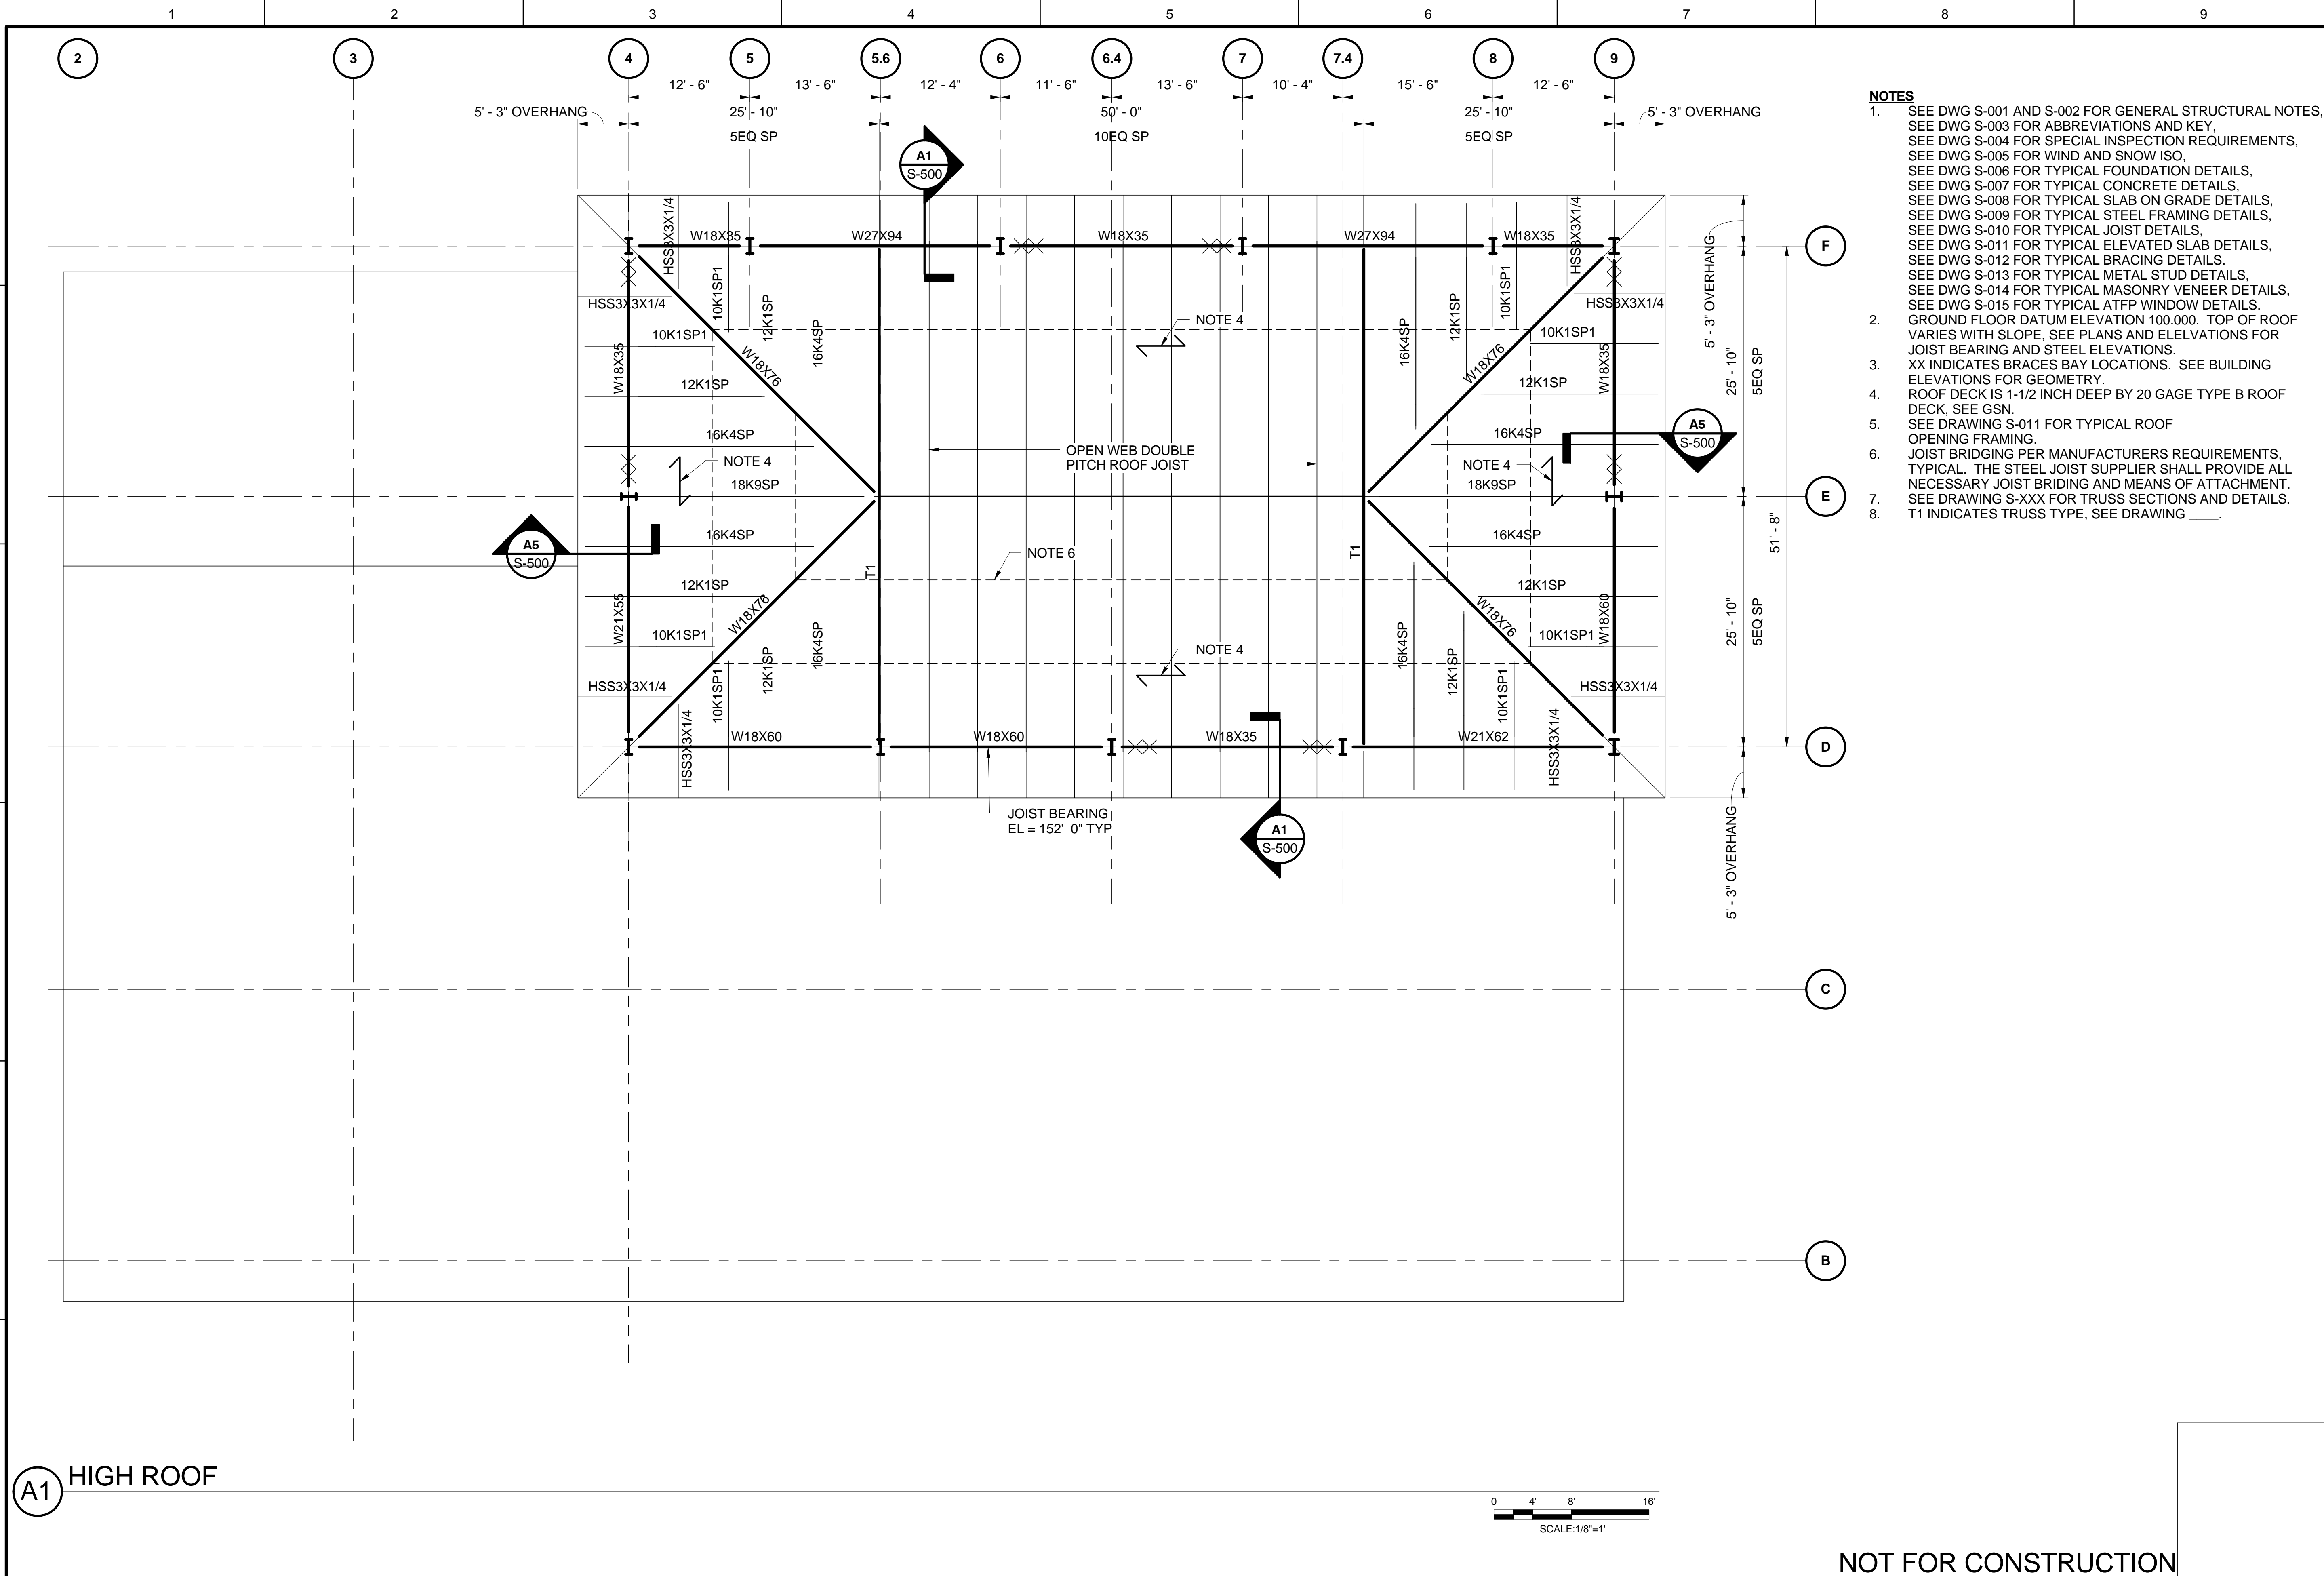 1 2 3 4 5 6 7 8 9
2 3 4 5 5.6 6 6.4 7 7.4 8 9
12' - 6" 13' - 6" 12' - 4" 11' - 6" 13' - 6" 10' - 4" 15' - 6" 12' - 6"
5' - 3" OVERHANG 25' - 10" 50' - 0" 25' - 10" 5' - 3" OVERHANG
5EQ SP 10EQ SP 5EQ SP
A1
S-500
HSS3X3X1/4 HSS3X3X1/4
W18X35 W27X94 W18X35 W27X94 W18X35
F
5' - 3" OVERHANG
HSS3X3X1/4 10K1SP1 12K1SP 16K4SP 16K4SP 12K1SP 10K1SP1 HSS3X3X1/4
NOTE 4
10K1SP1 10K1SP1
W18X35 W18X76 W18X76 W18X35
25' - 10"
5EQ SP
12K1SP 12K1SP
A5
S-500
16K4SP 16K4SP
OPEN WEB DOUBLE
PITCH ROOF JOIST
NOTE 4 NOTE 4
18K9SP 18K9SP
E
51' - 8"
A5
S-500
16K4SP 16K4SP
NOTE 6
T1 T1
12K1SP 12K1SP
W21X55 W18X76 W18X76 W18X60
25' - 10"
5EQ SP
10K1SP1 10K1SP1
NOTE 4
HSS3X3X1/4 10K1SP1 12K1SP 16K4SP 16K4SP 12K1SP 10K1SP1 HSS3X3X1/4
HSS3X3X1/4 HSS3X3X1/4
W18X60 W18X60 W18X35 W21X62
D
JOIST BEARING
EL = 152' 0" TYP
A1
S-500
5' - 3" OVERHANG
C
B
NOTES
1. SEE DWG S-001 AND S-002 FOR GENERAL STRUCTURAL NOTES,
SEE DWG S-003 FOR ABBREVIATIONS AND KEY,
SEE DWG S-004 FOR SPECIAL INSPECTION REQUIREMENTS,
SEE DWG S-005 FOR WIND AND SNOW ISO,
SEE DWG S-006 FOR TYPICAL FOUNDATION DETAILS,
SEE DWG S-007 FOR TYPICAL CONCRETE DETAILS,
SEE DWG S-008 FOR TYPICAL SLAB ON GRADE DETAILS,
SEE DWG S-009 FOR TYPICAL STEEL FRAMING DETAILS,
SEE DWG S-010 FOR TYPICAL JOIST DETAILS,
SEE DWG S-011 FOR TYPICAL ELEVATED SLAB DETAILS,
SEE DWG S-012 FOR TYPICAL BRACING DETAILS.
SEE DWG S-013 FOR TYPICAL METAL STUD DETAILS,
SEE DWG S-014 FOR TYPICAL MASONRY VENEER DETAILS,
SEE DWG S-015 FOR TYPICAL ATFP WINDOW DETAILS.
2. GROUND FLOOR DATUM ELEVATION 100.000. TOP OF ROOF
VARIES WITH SLOPE, SEE PLANS AND ELELVATIONS FOR
JOIST BEARING AND STEEL ELEVATIONS.
3. XX INDICATES BRACES BAY LOCATIONS. SEE BUILDING
ELEVATIONS FOR GEOMETRY.
4. ROOF DECK IS 1-1/2 INCH DEEP BY 20 GAGE TYPE B ROOF
DECK, SEE GSN.
5. SEE DRAWING S-011 FOR TYPICAL ROOF
OPENING FRAMING.
6. JOIST BRIDGING PER MANUFACTURERS REQUIREMENTS,
TYPICAL. THE STEEL JOIST SUPPLIER SHALL PROVIDE ALL
NECESSARY JOIST BRIDING AND MEANS OF ATTACHMENT.
7. SEE DRAWING S-XXX FOR TRUSS SECTIONS AND DETAILS.
8. T1 INDICATES TRUSS TYPE, SEE DRAWING ____.
A1 HIGH ROOF
0 4' 8' 16'
SCALE:1/8"=1'
NOT FOR CONSTRUCTION